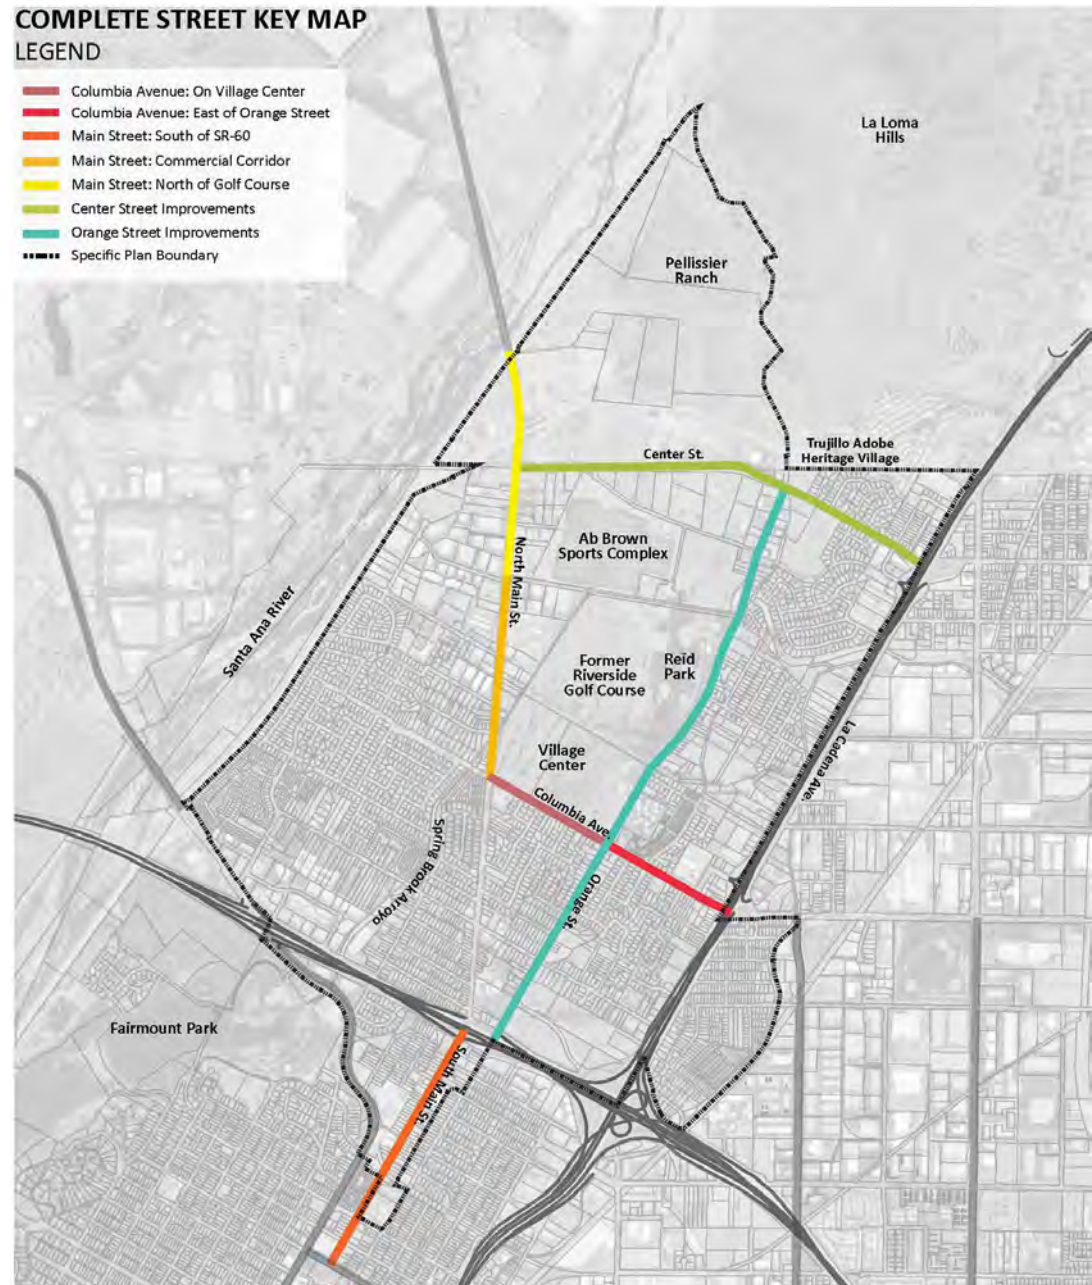 COMPLETE STREET KEY MAP
LEGEND
Columbia Avenue: On Village Center
Columbia Avenue: East of Orange Street
Main Street: South of SR-60
Main Street: Commercial Corridor
Main Street: North of Golf Course
Center Street Improvements
Orange Street Improvements
Specific Plan Boundary
La Loma
Hills
Pellissier
Ranch
Center St.
Trujillo Adobe
Heritage Village
North Main St.
Ab Brown
Sports Complex
Santa Ana River
Former
Riverside
Golf Course
Reid
Park
La Cadena Ave.
Village
Center
Columbia Ave.
Spring Brook Arroyo
Orange St.
Fairmount Park
South Main St.